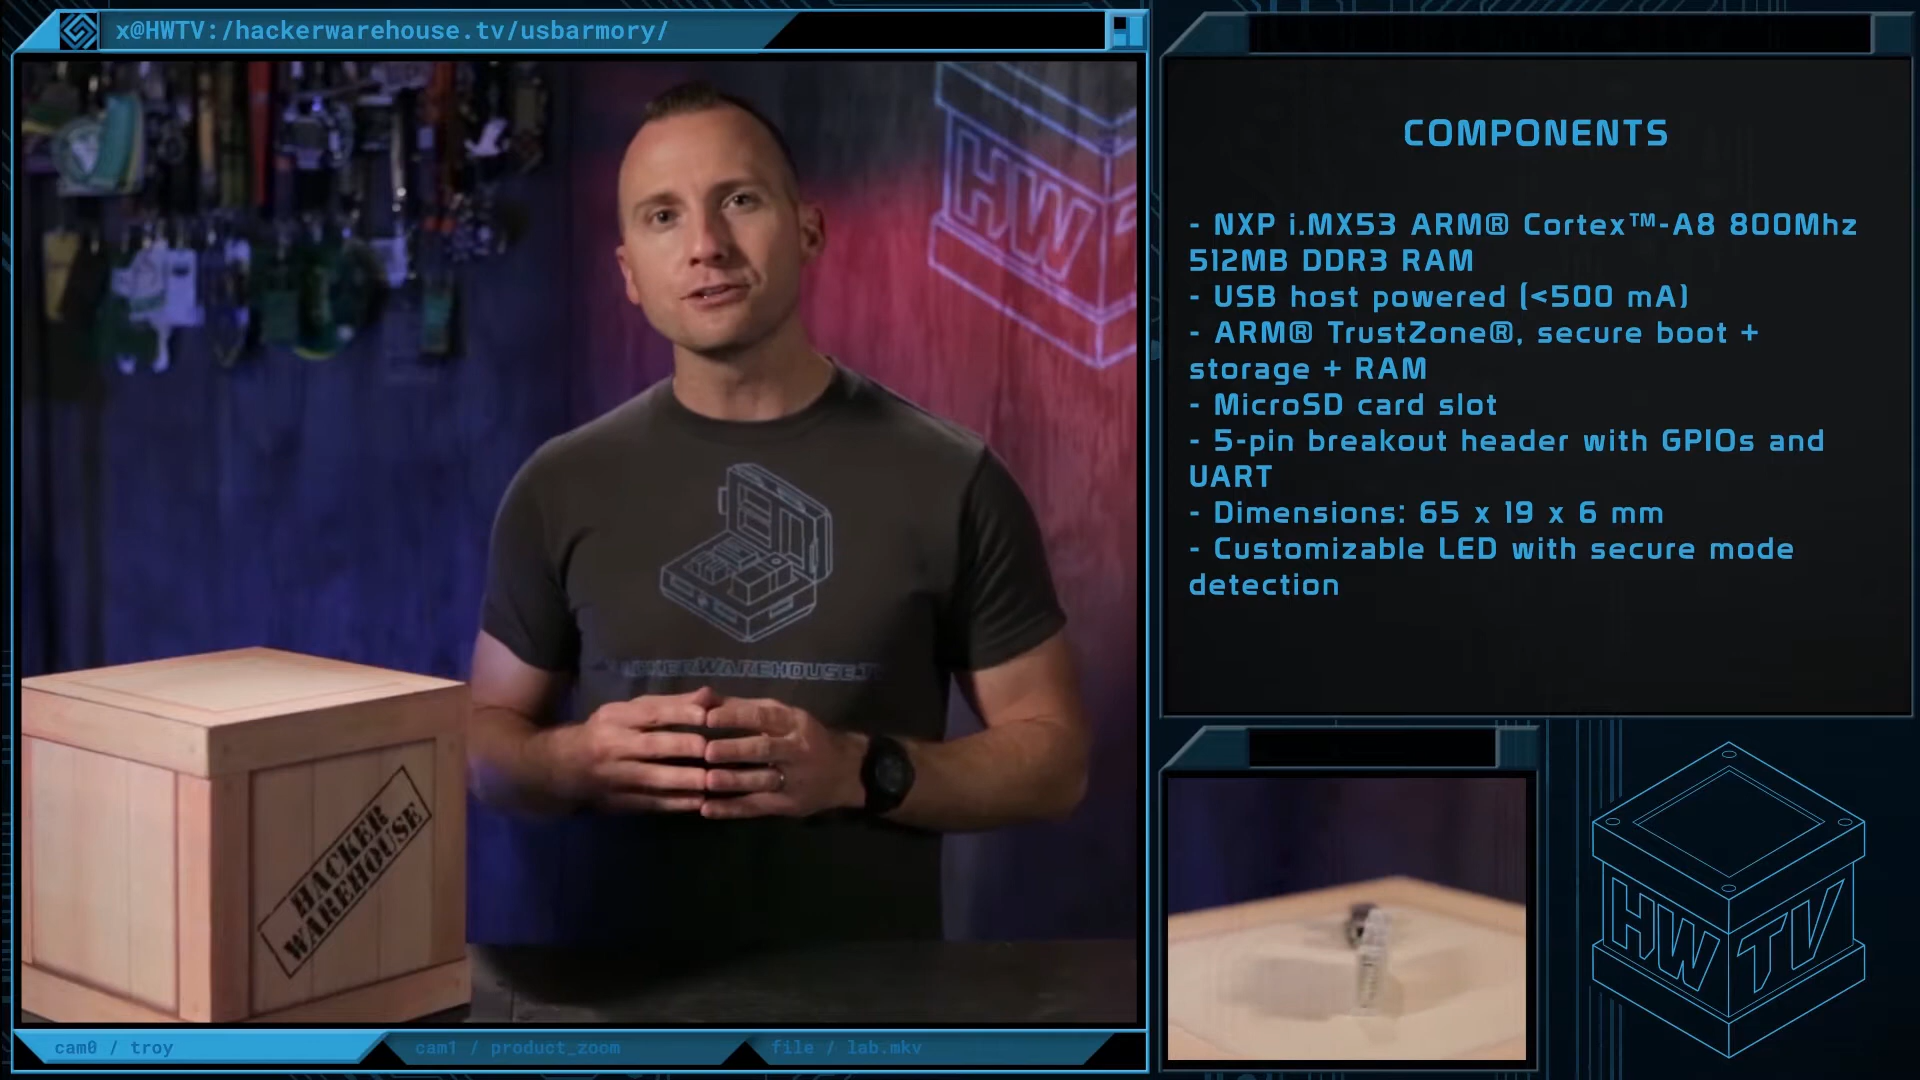 x@HWTV:/hackerwarehouse.tv/usbarmory/
HW
HACKER
WAREHOUSE
cam0 / troy
cam1 / product_zoom
file / lab.mkv
COMPONENTS
- NXP i.MX53 ARM® Cortex™-A8 800Mhz
512MB DDR3 RAM
- USB host powered (<500 mA)
- ARM® TrustZone®, secure boot +
storage + RAM
- MicroSD card slot
- 5-pin breakout header with GPIOs and
UART
- Dimensions: 65 x 19 x 6 mm
- Customizable LED with secure mode
detection
HW TV